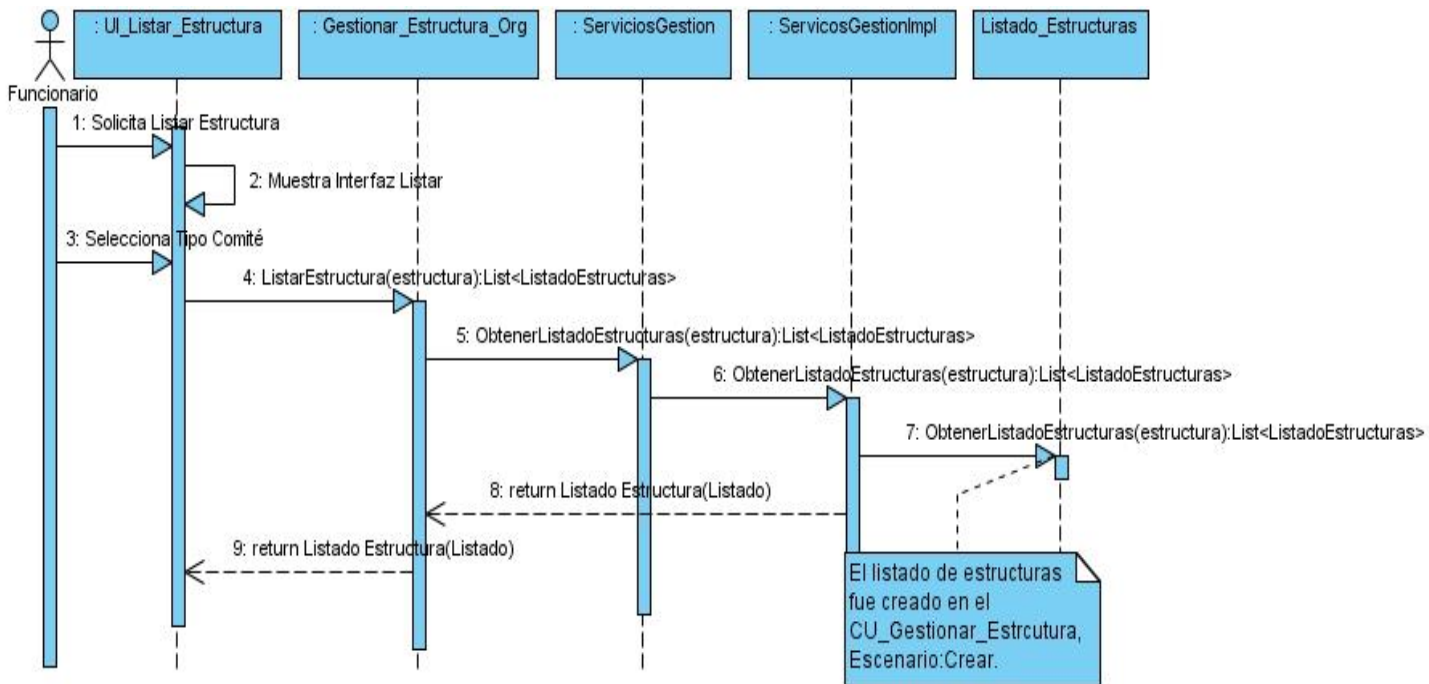 : UI_Listar_Estructura
: Gestionar_Estructura_Org
: ServiciosGestion
: ServicosGestionImpl
Listado_Estructuras
Funcionario
1: Solicita Listar Estructura
2: Muestra Interfaz Listar
3: Selecciona Tipo Comité
4: ListarEstructura(estructura):List<ListadoEstructuras>
5: ObtenerListadoEstructuras(estructura):List<ListadoEstructuras>
6: ObtenerListadoEstructuras(estructura):List<ListadoEstructuras>
7: ObtenerListadoEstructuras(estructura):List<ListadoEstructuras>
8: return Listado Estructura(Listado)
9: return Listado Estructura(Listado)
El listado de estructuras
fue creado en el
CU_Gestionar_Estrcutura,
Escenario:Crear.